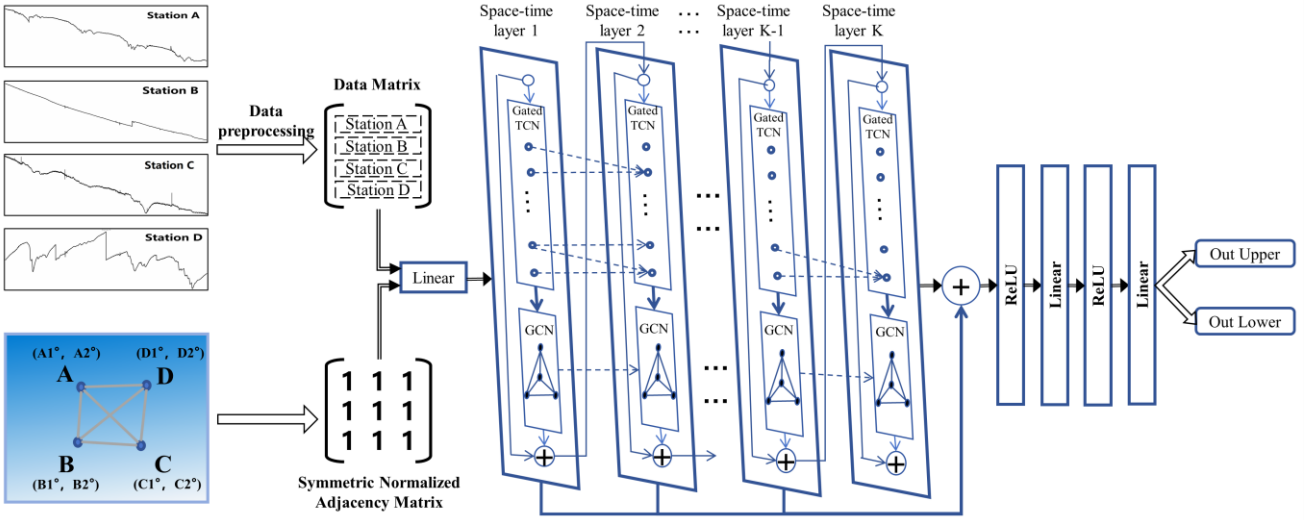 Station A
Station B
Station C
Station D
Data
preprocessing
Data Matrix
Station A
Station B
Station C
Station D
(A1°, A2°)
(D1°, D2°)
A
D
B
C
(B1°, B2°)
(C1°, C2°)
1 1 1
1 1 1
1 1 1
Symmetric Normalized
Adjacency Matrix
Linear
Space-time
layer 1
Space-time
layer 2
...
...
Space-time
layer K-1
Space-time
layer K
Gated
TCN
Gated
TCN
Gated
TCN
Gated
TCN
...
...
GCN
GCN
GCN
GCN
...
...
+
+
+
+
+
ReLU
Linear
ReLU
Linear
Out Upper
Out Lower